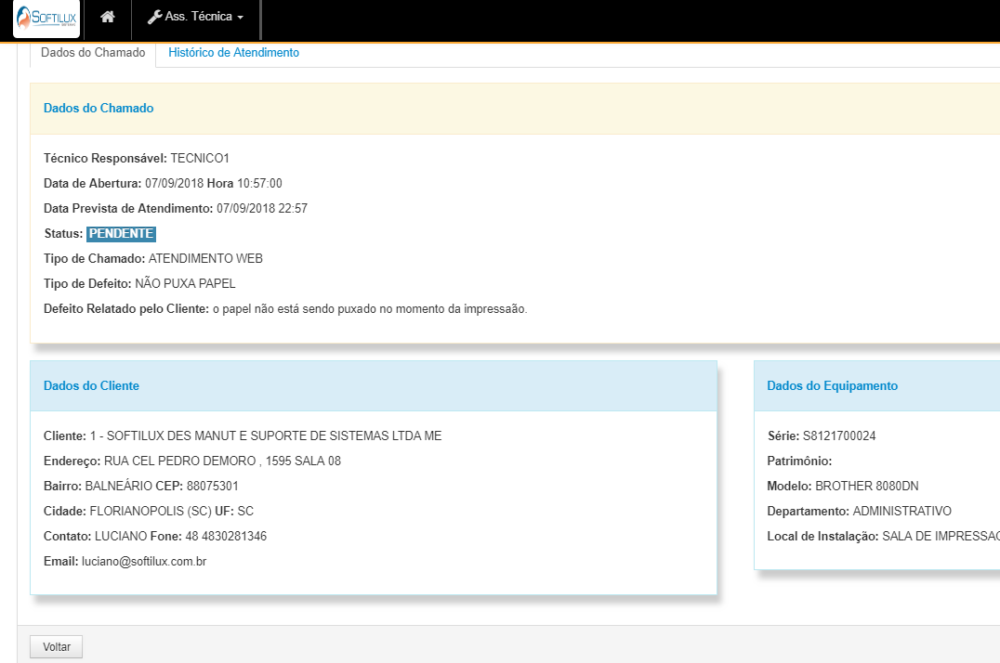 SOFTILUX
Ass. Técnica
Dados do Chamado
Histórico de Atendimento
Dados do Chamado
Técnico Responsável: TECNICO1
Data de Abertura: 07/09/2018 Hora 10:57:00
Data Prevista de Atendimento: 07/09/2018 22:57
Status: PENDENTE
Tipo de Chamado: ATENDIMENTO WEB
Tipo de Defeito: NÃO PUXA PAPEL
Defeito Relatado pelo Cliente: o papel não está sendo puxado no momento da impressaão.
Dados do Cliente
Cliente: 1 - SOFTILUX DES MANUT E SUPORTE DE SISTEMAS LTDA ME
Endereço: RUA CEL PEDRO DEMORO , 1595 SALA 08
Bairro: BALNEÁRIO CEP: 88075301
Cidade: FLORIANOPOLIS (SC) UF: SC
Contato: LUCIANO Fone: 48 4830281346
Email: luciano@softilux.com.br
Dados do Equipamento
Série: S8121700024
Patrimônio:
Modelo: BROTHER 8080DN
Departamento: ADMINISTRATIVO
Local de Instalação: SALA DE IMPRESSAO
Voltar